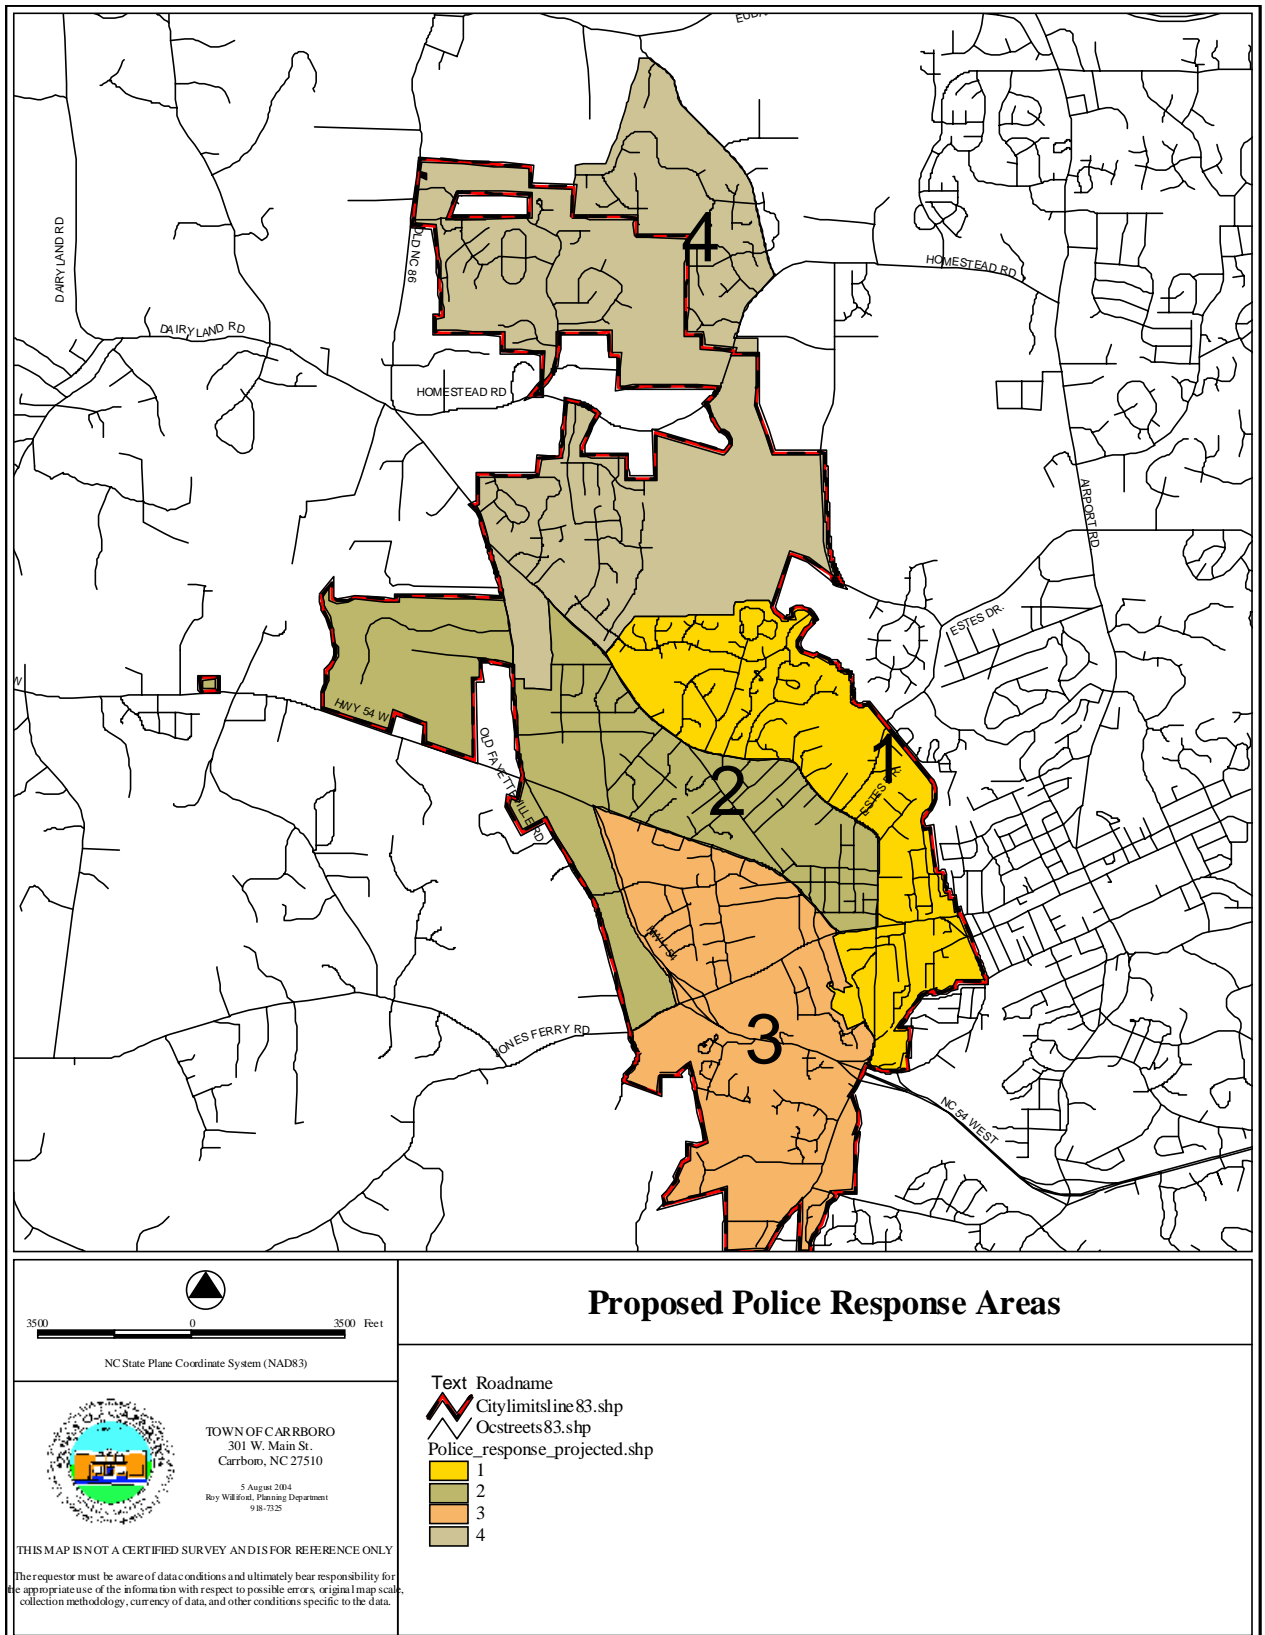 EUBA
DAIRYLAND RD
OLD NC 86
4
HOMESTEAD RD
DAIRYLAND RD
HOMESTEAD RD
AIRPORT RD
ESTES DR.
W
HWY 54 W
OLD FAYETTEVILLE RD
1
2
ESTES DR.
HWY 54
3
JONES FERRY RD
NC 54 WEST
3500 0 3500 Feet
NC State Plane Coordinate System (NAD83)
TOWN OF CARRBORO
301 W. Main St.
Carrboro, NC 27510
5 August 2004
Roy Williford, Planning Department
918-7325
THIS MAP IS NOT A CERTIFIED SURVEY AND IS FOR REFERENCE ONLY
The requestor must be aware of data conditions and ultimately bear responsibility for
the appropriate use of the information with respect to possible errors, original map scale,
collection methodology, currency of data, and other conditions specific to the data.
Proposed Police Response Areas
Text Roadname
Citylimitsline83.shp
Ocstreets83.shp
Police_response_projected.shp
1
2
3
4